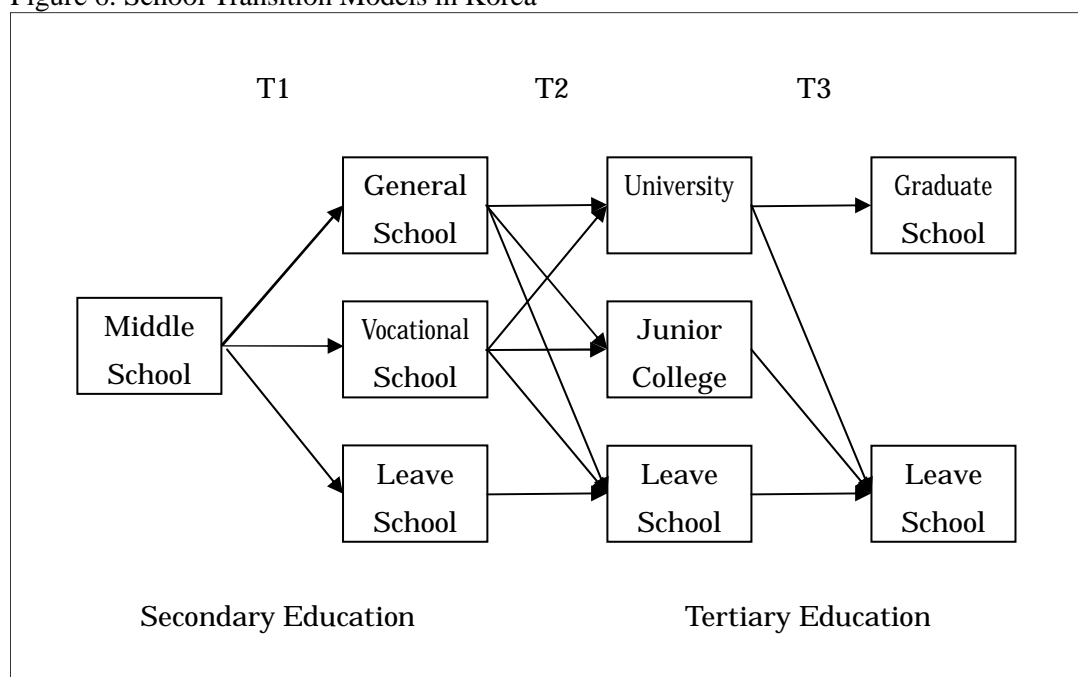 Figure 6. School Transition Models in Korea
T1 T2 T3
General
School
University
Graduate
School
Middle
School
Vocational
School
Junior
College
Leave
School
Leave
School
Leave
School
Secondary Education Tertiary Education